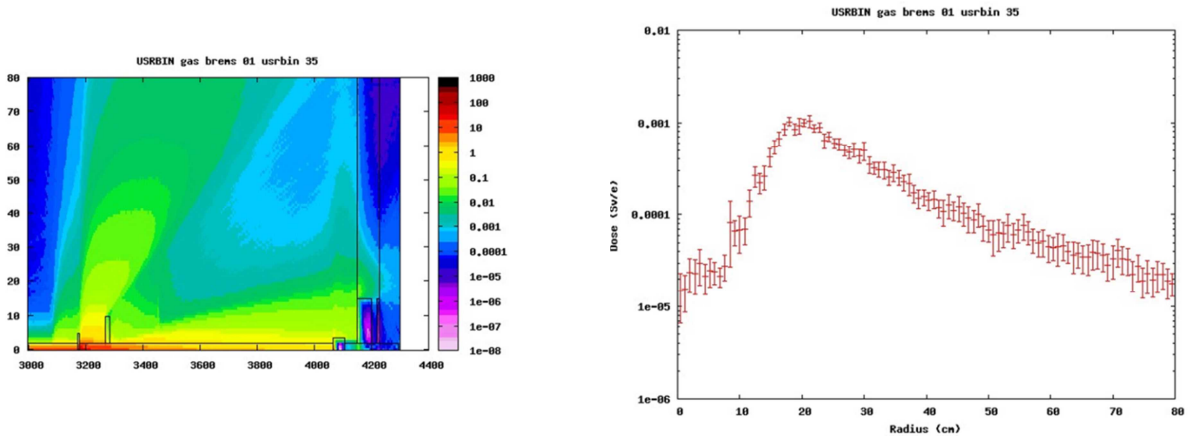 USRBIN gas brems 01 usrbin 35
80
70
60
50
40
30
20
10
0
3000 3200 3400 3600 3800 4000 4200 4400
1000
100
10
1
0.1
0.01
0.001
0.0001
1e-05
1e-06
1e-07
1e-08
USRBIN gas brems 01 usrbin 35
0.01
0.001
0.0001
1e-05
1e-06
Dose (Sv/e)
0 10 20 30 40 50 60 70 80
Radius (cm)